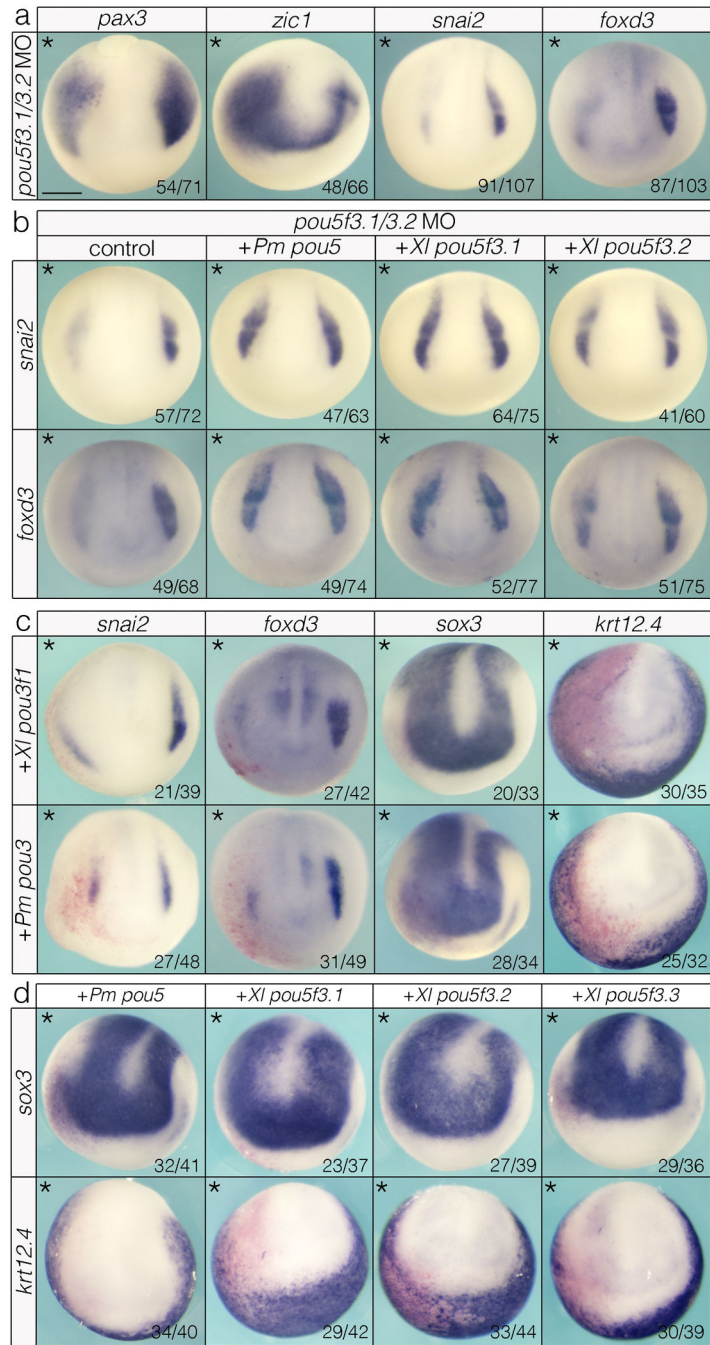 a
pax3 zic1 snai2 foxd3
pou5f3.1/3.2 MO
* * * *
54/71 48/66 91/107 87/103
b
pou5f3.1/3.2 MO
control +Pm pou5 +Xl pou5f3.1 +Xl pou5f3.2
snai2
* * * *
57/72 47/63 64/75 41/60
foxd3
* * * *
49/68 49/74 52/77 51/75
c
snai2 foxd3 sox3 krt12.4
+Xl pou3f1
* * * *
21/39 27/42 20/33 30/35
+Pm pou3
* * * *
27/48 31/49 28/34 25/32
d
+Pm pou5 +Xl pou5f3.1 +Xl pou5f3.2 +Xl pou5f3.3
sox3
* * * *
32/41 23/37 27/39 29/36
krt12.4
* * * *
34/40 29/42 33/44 30/39